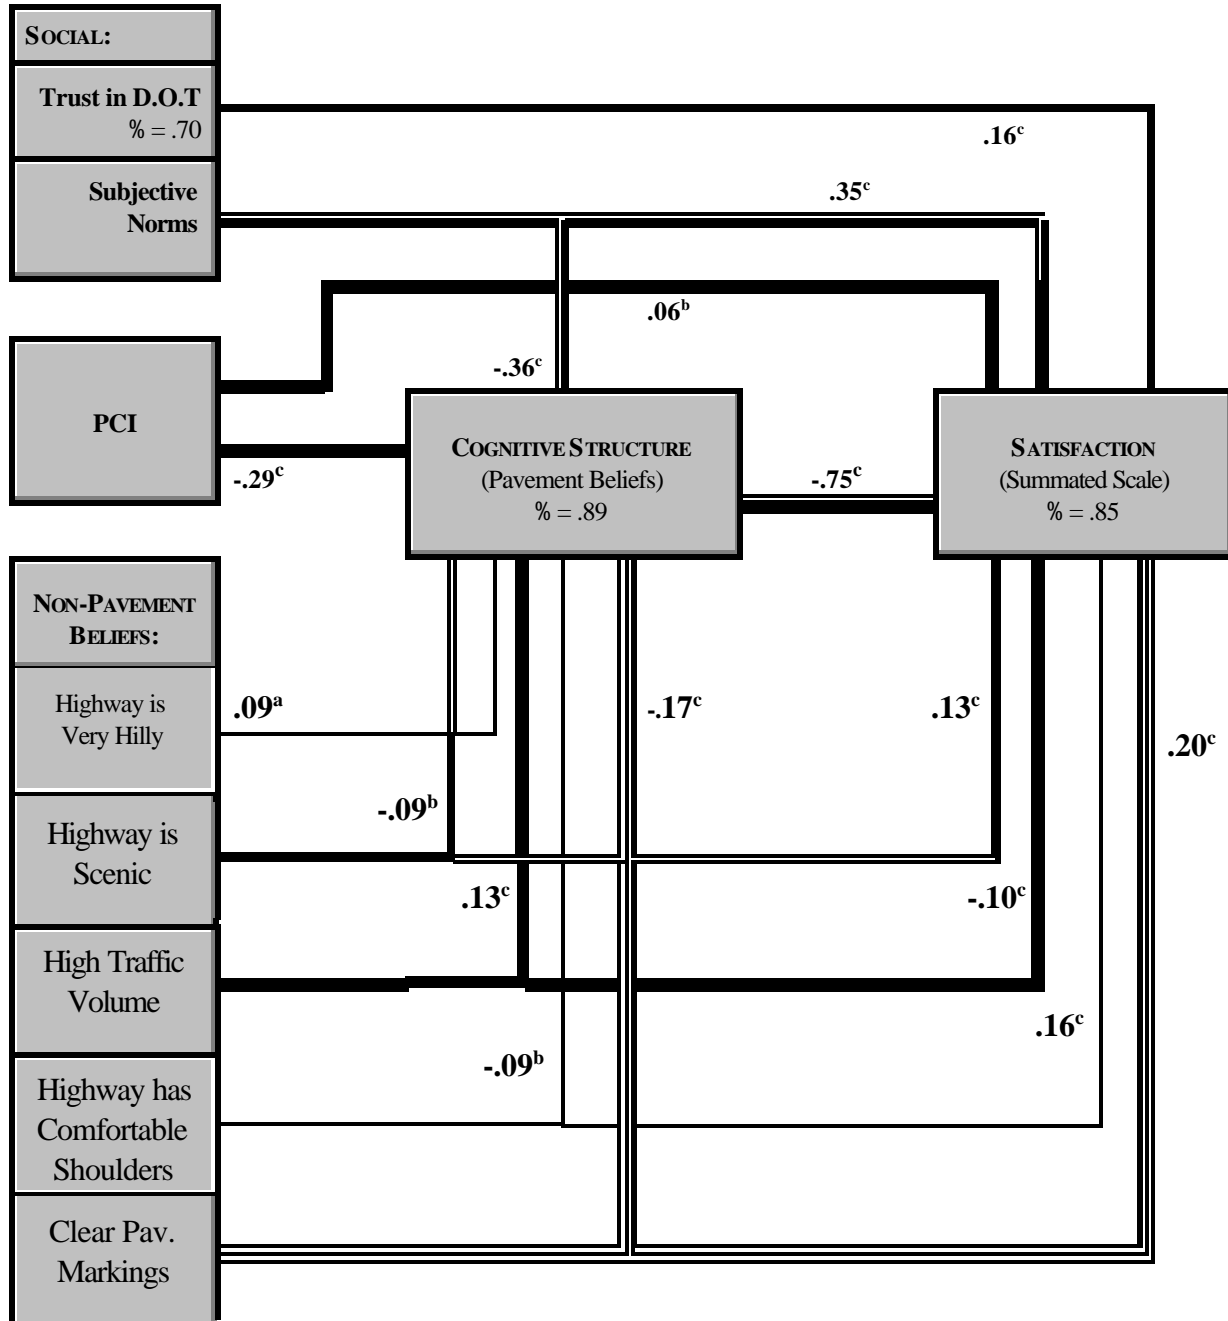 SOCIAL:
Trust in D.O.T
% = .70
Subjective
Norms
.16c
.35c
.06b
-.36c
PCI
-.29c
COGNITIVE STRUCTURE
(Pavement Beliefs)
% = .89
-.75c
SATISFACTION
(Summated Scale)
% = .85
NON-PAVEMENT
BELIEFS:
Highway is
Very Hilly
.09a
-.17c
.13c
.20c
-.09b
Highway is
Scenic
.13c
-.10c
High Traffic
Volume
.16c
-.09b
Highway has
Comfortable
Shoulders
Clear Pav.
Markings